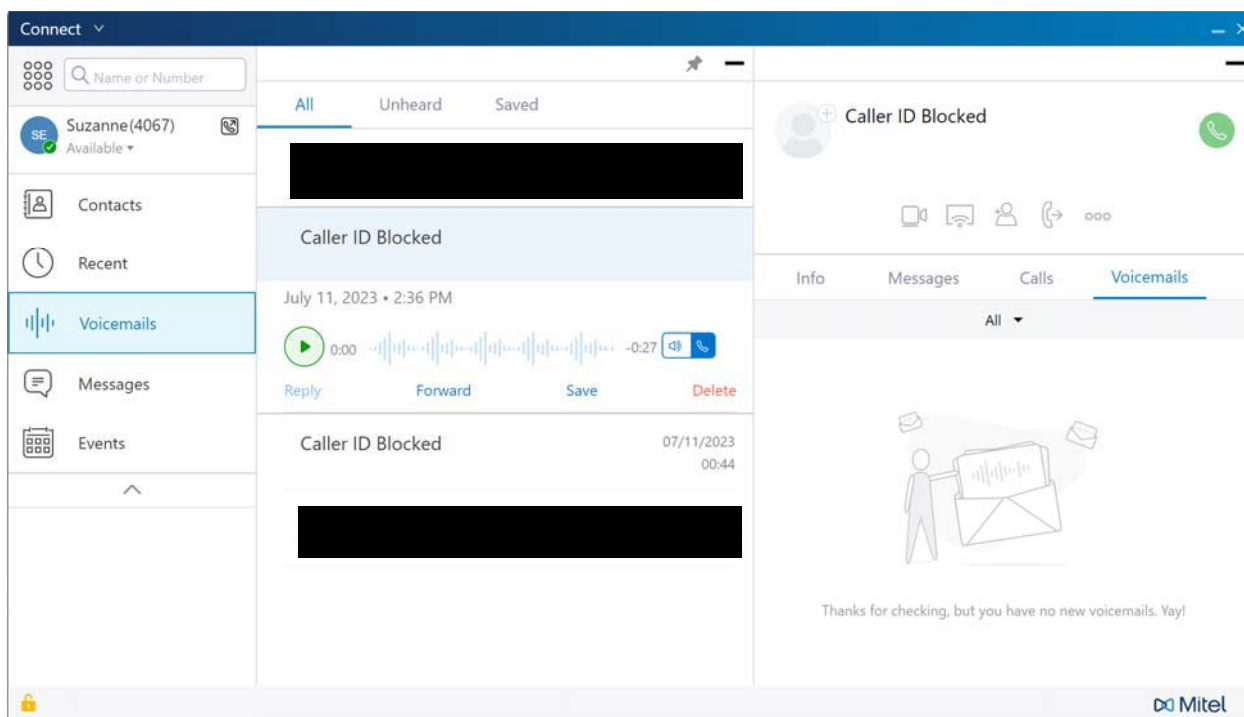 Connect
Name or Number
SE
Suzanne(4067)
Available
Contacts
Recent
Voicemails
Messages
Events
All Unheard Saved
Caller ID Blocked
July 11, 2023 • 2:36 PM
0:00 -0:27
Reply Forward Save Delete
Caller ID Blocked 07/11/2023
00:44
Caller ID Blocked
Info Messages Calls Voicemails
All
Thanks for checking, but you have no new voicemails. Yay!
Mitel